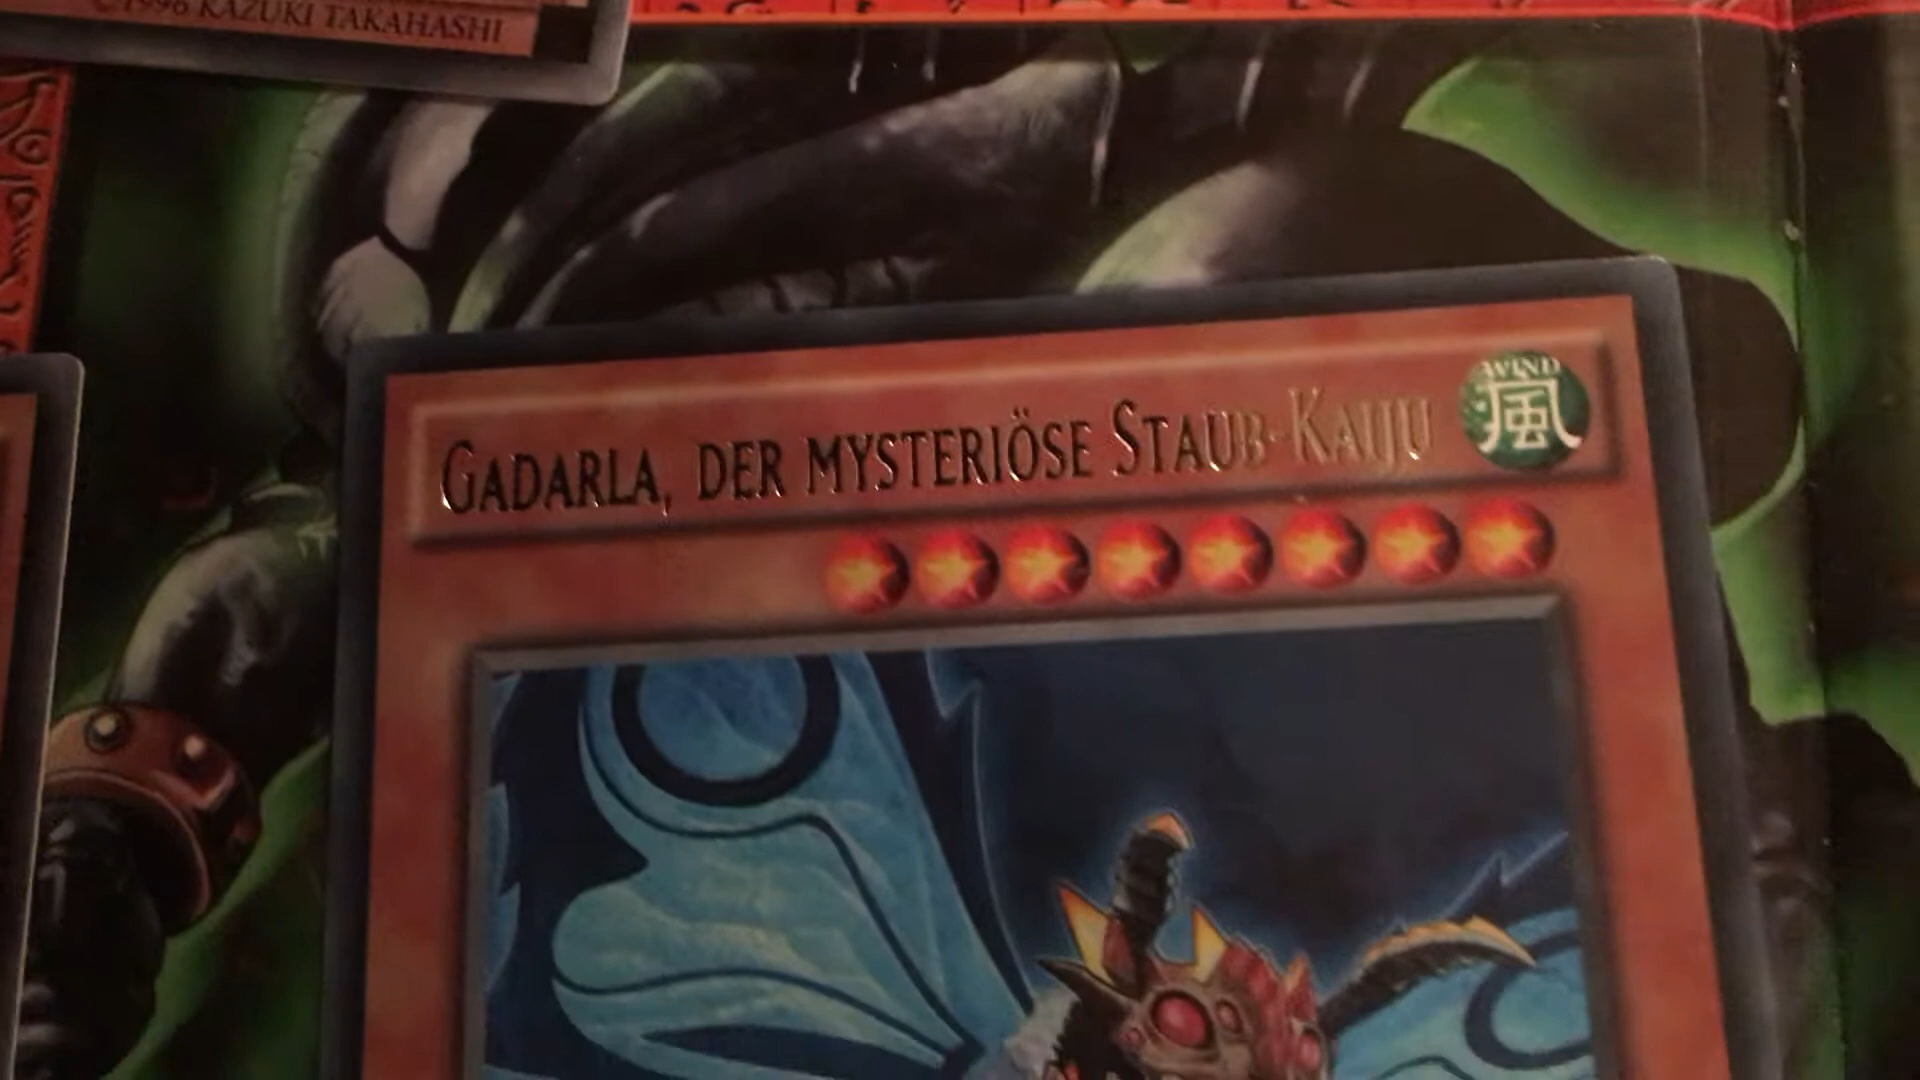 ©1996 KAZUKI TAKAHASHI
GADARLA, DER MYSTERIÖSE STAUB-KAIJU
WIND
風